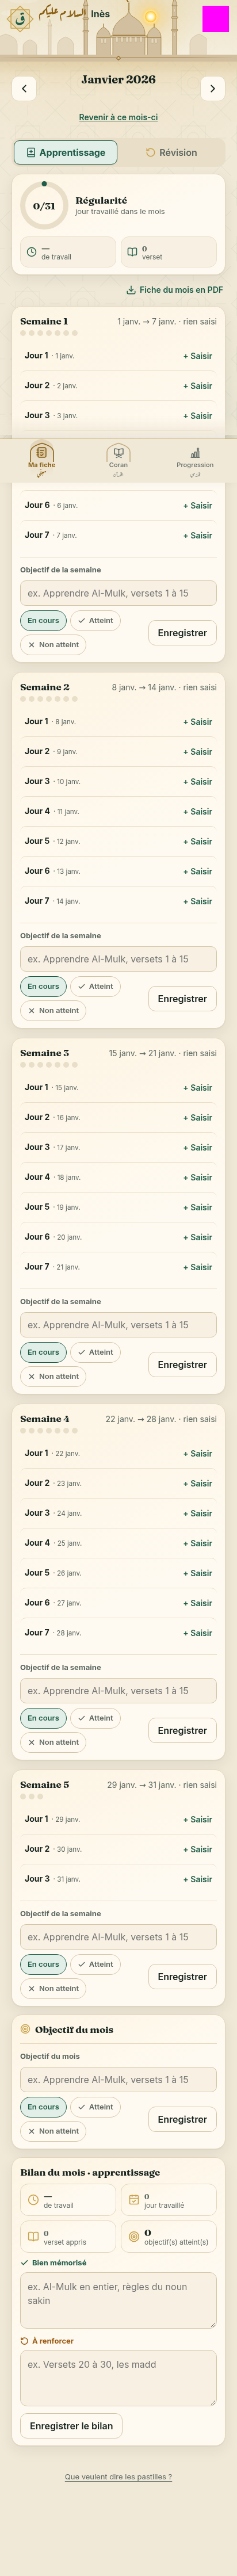 ق السلام عليكم Inès
Janvier 2026
Revenir à ce mois-ci
Apprentissage
Révision
0/31
Régularité
jour travaillé dans le mois
—
de travail
0
verset
Fiche du mois en PDF
Semaine 1
1 janv. → 7 janv. · rien saisi
Jour 1 · 1 janv.
+ Saisir
Jour 2 · 2 janv.
+ Saisir
Jour 3 · 3 janv.
+ Saisir
Ma fiche
Coran
Progression
Jour 6 · 6 janv.
+ Saisir
Jour 7 · 7 janv.
+ Saisir
Objectif de la semaine
ex. Apprendre Al-Mulk, versets 1 à 15
En cours
Atteint
Non atteint
Enregistrer
Semaine 2
8 janv. → 14 janv. · rien saisi
Jour 1 · 8 janv.
+ Saisir
Jour 2 · 9 janv.
+ Saisir
Jour 3 · 10 janv.
+ Saisir
Jour 4 · 11 janv.
+ Saisir
Jour 5 · 12 janv.
+ Saisir
Jour 6 · 13 janv.
+ Saisir
Jour 7 · 14 janv.
+ Saisir
Objectif de la semaine
ex. Apprendre Al-Mulk, versets 1 à 15
En cours
Atteint
Non atteint
Enregistrer
Semaine 3
15 janv. → 21 janv. · rien saisi
Jour 1 · 15 janv.
+ Saisir
Jour 2 · 16 janv.
+ Saisir
Jour 3 · 17 janv.
+ Saisir
Jour 4 · 18 janv.
+ Saisir
Jour 5 · 19 janv.
+ Saisir
Jour 6 · 20 janv.
+ Saisir
Jour 7 · 21 janv.
+ Saisir
Objectif de la semaine
ex. Apprendre Al-Mulk, versets 1 à 15
En cours
Atteint
Non atteint
Enregistrer
Semaine 4
22 janv. → 28 janv. · rien saisi
Jour 1 · 22 janv.
+ Saisir
Jour 2 · 23 janv.
+ Saisir
Jour 3 · 24 janv.
+ Saisir
Jour 4 · 25 janv.
+ Saisir
Jour 5 · 26 janv.
+ Saisir
Jour 6 · 27 janv.
+ Saisir
Jour 7 · 28 janv.
+ Saisir
Objectif de la semaine
ex. Apprendre Al-Mulk, versets 1 à 15
En cours
Atteint
Non atteint
Enregistrer
Semaine 5
29 janv. → 31 janv. · rien saisi
Jour 1 · 29 janv.
+ Saisir
Jour 2 · 30 janv.
+ Saisir
Jour 3 · 31 janv.
+ Saisir
Objectif de la semaine
ex. Apprendre Al-Mulk, versets 1 à 15
En cours
Atteint
Non atteint
Enregistrer
Objectif du mois
Objectif du mois
ex. Apprendre Al-Mulk, versets 1 à 15
En cours
Atteint
Non atteint
Enregistrer
Bilan du mois · apprentissage
—
de travail
0
jour travaillé
0
verset appris
0
objectif(s) atteint(s)
Bien mémorisé
ex. Al-Mulk en entier, règles du noun
sakin
À renforcer
ex. Versets 20 à 30, les madd
Enregistrer le bilan
Que veulent dire les pastilles ?